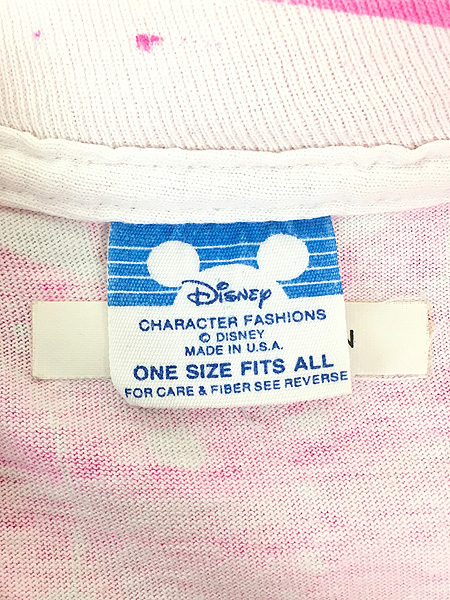 Disney
CHARACTER FASHIONS
© DISNEY
MADE IN U.S.A.
ONE SIZE FITS ALL
FOR CARE & FIBER SEE REVERSE
N